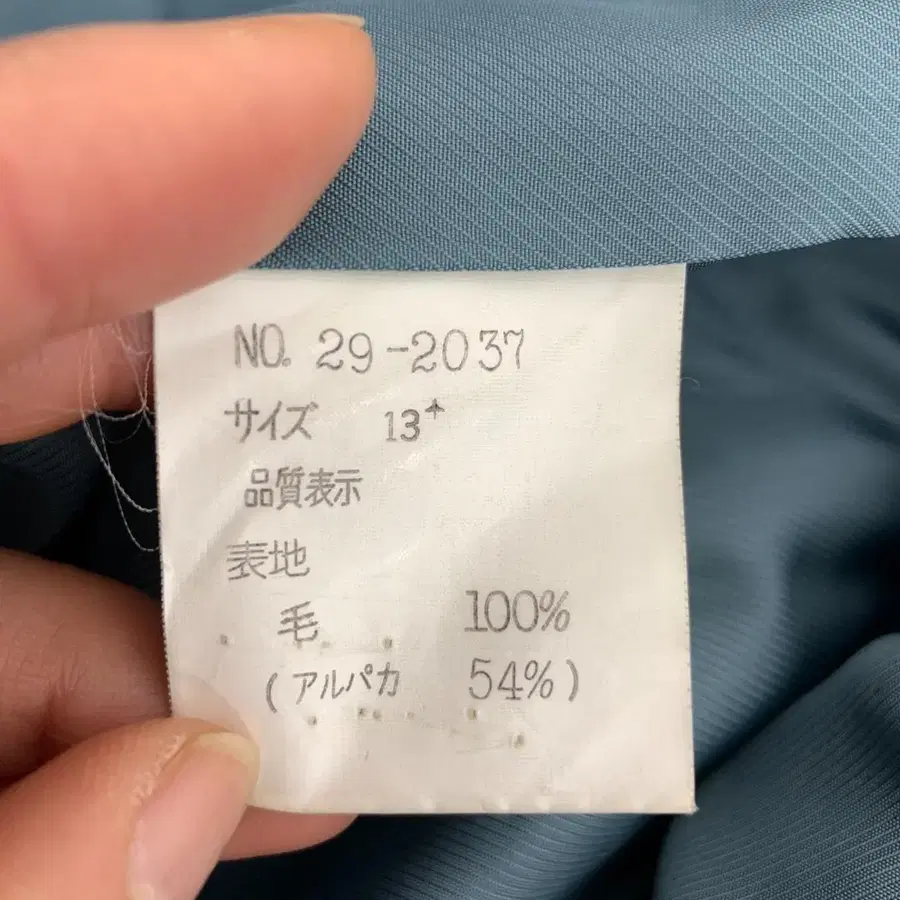 NO. 29-2037
サイズ 13+
品質表示
表地
毛 100%
(アルパカ 54%)